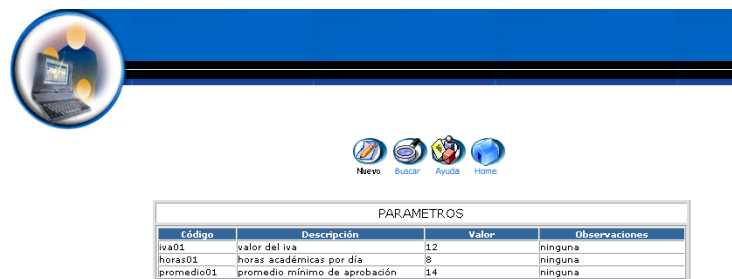 Nuevo Buscar Ayuda Home
PARAMETROS
Código Descripción Valor Observaciones
iva01 valor del iva 12 ninguna
horas01 horas académicas por día 8 ninguna
promedio01 promedio mínimo de aprobación 14 ninguna